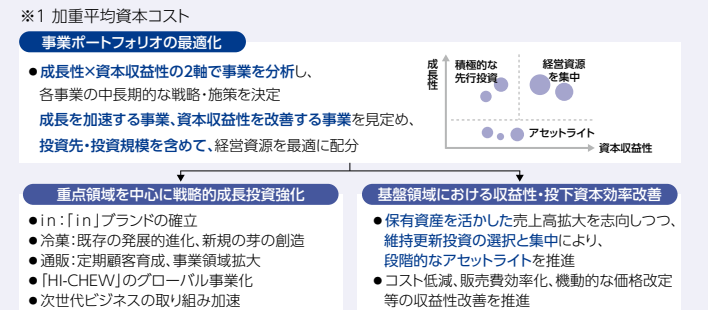 ※1 加重平均資本コスト
事業ポートフォリオの最適化
●成長性×資本収益性の2軸で事業を分析し、
各事業の中長期的な戦略・施策を決定
成長を加速する事業、資本収益性を改善する事業を見定め、
投資先・投資規模を含めて、経営資源を最適に配分
成長性
積極的な
先行投資
経営資源
を集中
アセットライト
資本収益性
重点領域を中心に戦略的成長投資強化
●in：「in」ブランドの確立
●冷菓：既存の発展的進化、新規の芽の創造
●通販：定期顧客育成、事業領域拡大
●「HI-CHEW」のグローバル事業化
●次世代ビジネスの取り組み加速
基盤領域における収益性・投下資本効率改善
●保有資産を活かした売上高拡大を志向しつつ、
維持更新投資の選択と集中により、
段階的なアセットライトを推進
●コスト低減、販売費効率化、機動的な価格改定
等の収益性改善を推進